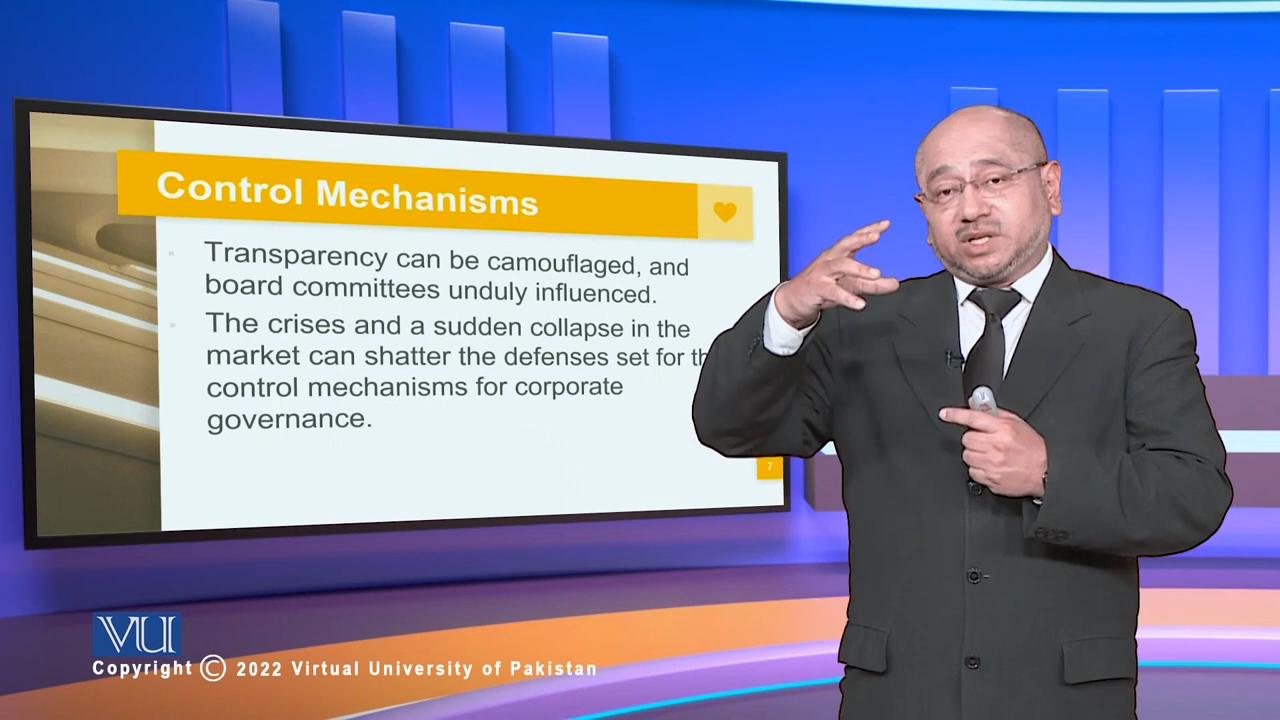 Control Mechanisms
Transparency can be camouflaged, and
board committees unduly influenced.
The crises and a sudden collapse in the
market can shatter the defenses set for th
control mechanisms for corporate
governance.
7
VU
Copyright © 2022 Virtual University of Pakistan